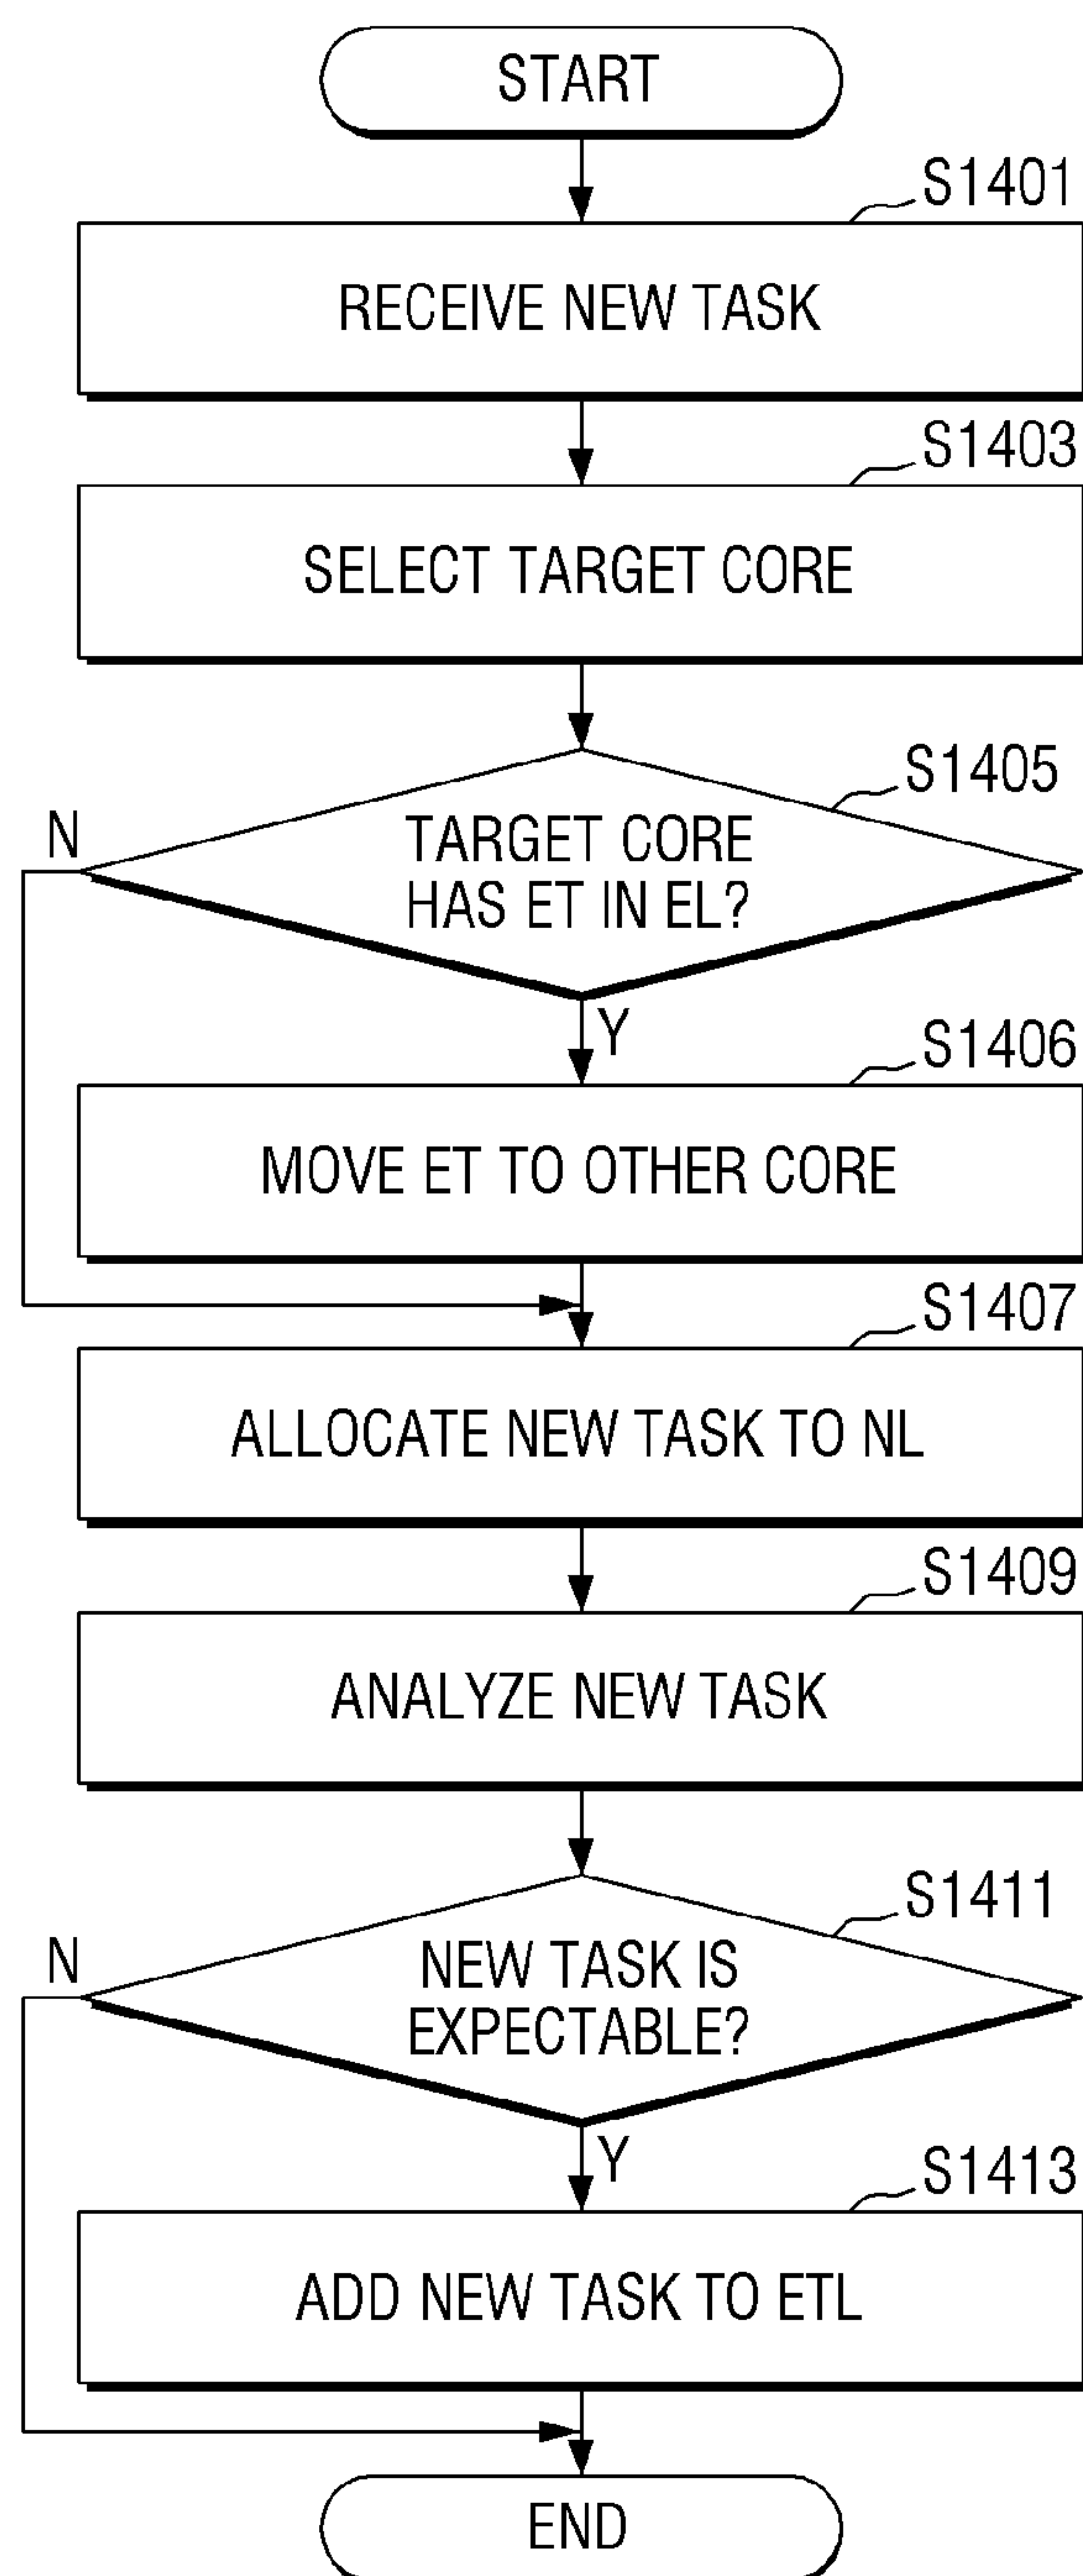 START
S1401
RECEIVE NEW TASK
S1403
SELECT TARGET CORE
S1405
N
TARGET CORE
HAS ET IN EL?
Y
S1406
MOVE ET TO OTHER CORE
S1407
ALLOCATE NEW TASK TO NL
S1409
ANALYZE NEW TASK
S1411
N
NEW TASK IS
EXPECTABLE?
Y
S1413
ADD NEW TASK TO ETL
END